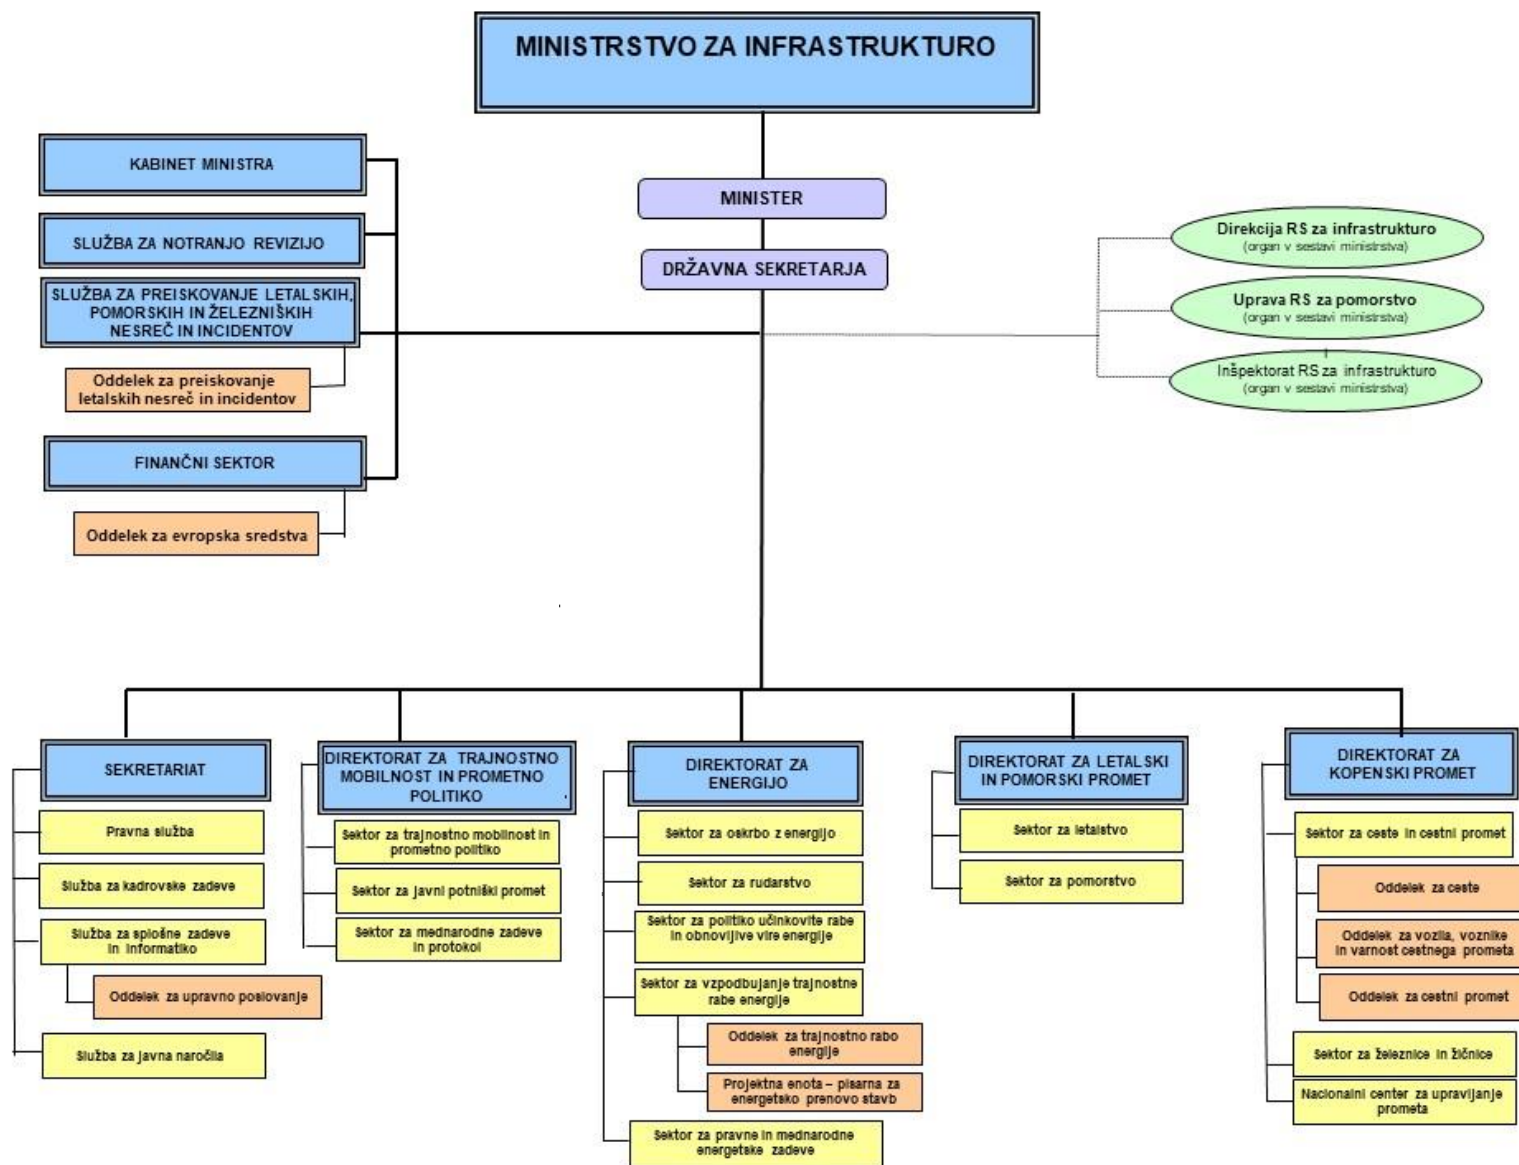 MINISTRSTVO ZA INFRASTRUKTURO
KABINET MINISTRA
SLUŽBA ZA NOTRANJO REVIZIJO
SLUŽBA ZA PREISKOVANJE LETALSKIH,
POMORSKIH IN ŽELEZNIŠKIH
NESREČ IN INCIDENTOV
Oddelek za preiskovanje
letalskih nesreč in incidentov
FINANČNI SEKTOR
Oddelek za evropska sredstva
MINISTER
DRŽAVNA SEKRETARJA
Direkcija RS za infrastrukturo
(organ v sestavi ministrstva)
Uprava RS za pomorstvo
(organ v sestavi ministrstva)
Inšpektorat RS za infrastrukturo
(organ v sestavi ministrstva)
SEKRETARIAT
Pravna služba
Služba za kadrovske zadeve
Služba za splošne zadeve
in informatiko
Oddelek za upravno poslovanje
Služba za javna naročila
DIREKTORAT ZA TRAJNOSTNO
MOBILNOST IN PROMETNO
POLITIKO
Sektor za trajnostno mobilnost in
prometno politiko
Sektor za javni potniški promet
Sektor za mednarodne zadeve
in protokol
DIREKTORAT ZA
ENERGIJO
Sektor za oskrbo z energijo
Sektor za rudarstvo
Sektor za politiko učinkovite rabe
in obnovljive vire energije
Sektor za vzpodbujanje trajnostne
rabe energije
Oddelek za trajnostno rabo
energije
Projektna enota – pisarna za
energetsko prenovo stavb
Sektor za pravne in mednarodne
energetske zadeve
DIREKTORAT ZA LETALSKI
IN POMORSKI PROMET
Sektor za letalstvo
Sektor za pomorstvo
DIREKTORAT ZA
KOPENSKI PROMET
Sektor za ceste in cestni promet
Oddelek za ceste
Oddelek za vozila, voznike
in varnost cestnega prometa
Oddelek za cestni promet
Sektor za železnice in žičnice
Nacionalni center za upravljanje
prometa